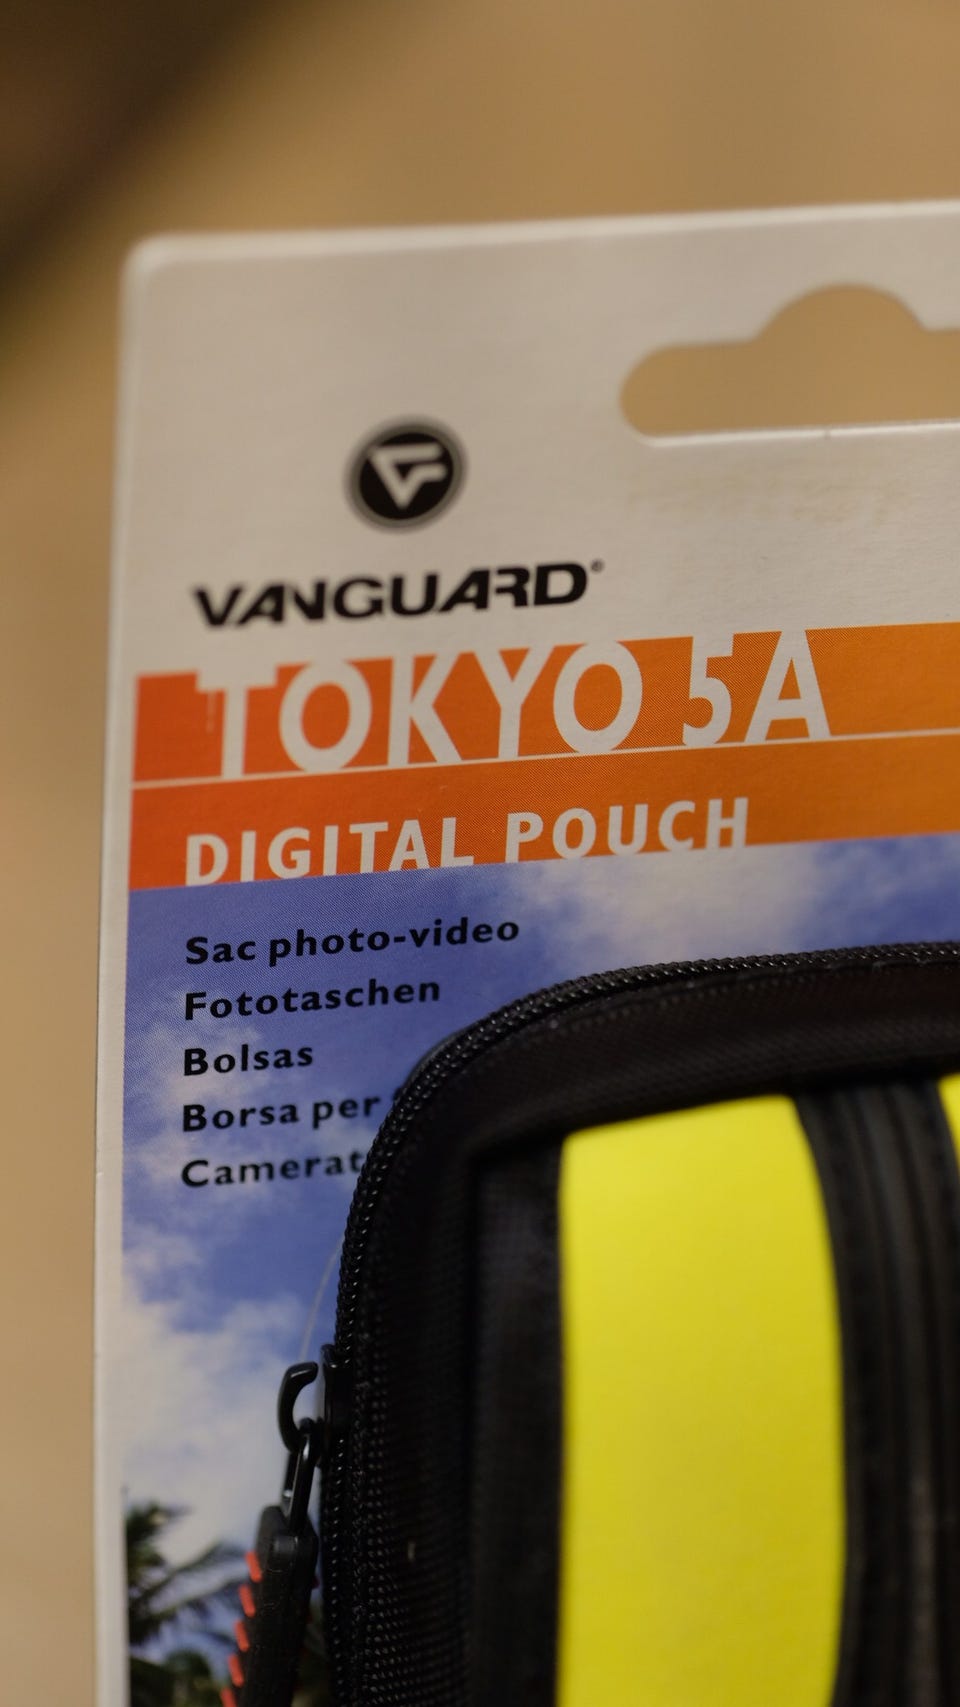 VANGUARD®
TOKYO 5A
DIGITAL POUCH
Sac photo-video
Fototaschen
Bolsas
Borsa per